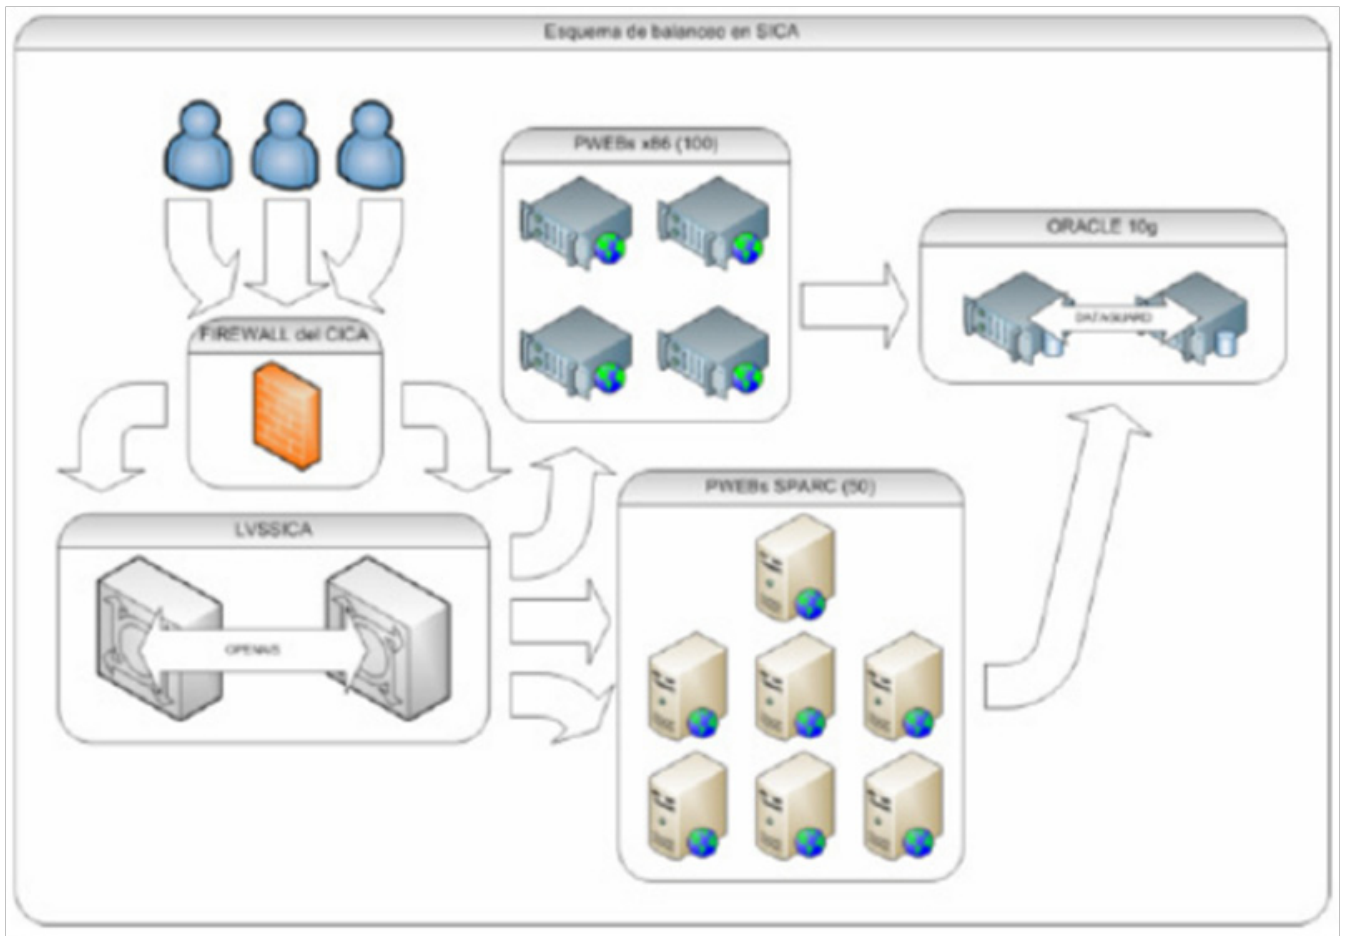 Esquema de balanceo en SICA
PWEBs x86 (100)
ORACLE 10g
DATAGUARD
FIREWALL del CICA
PWEBs SPARC (50)
LVSSICA
OPENAIS